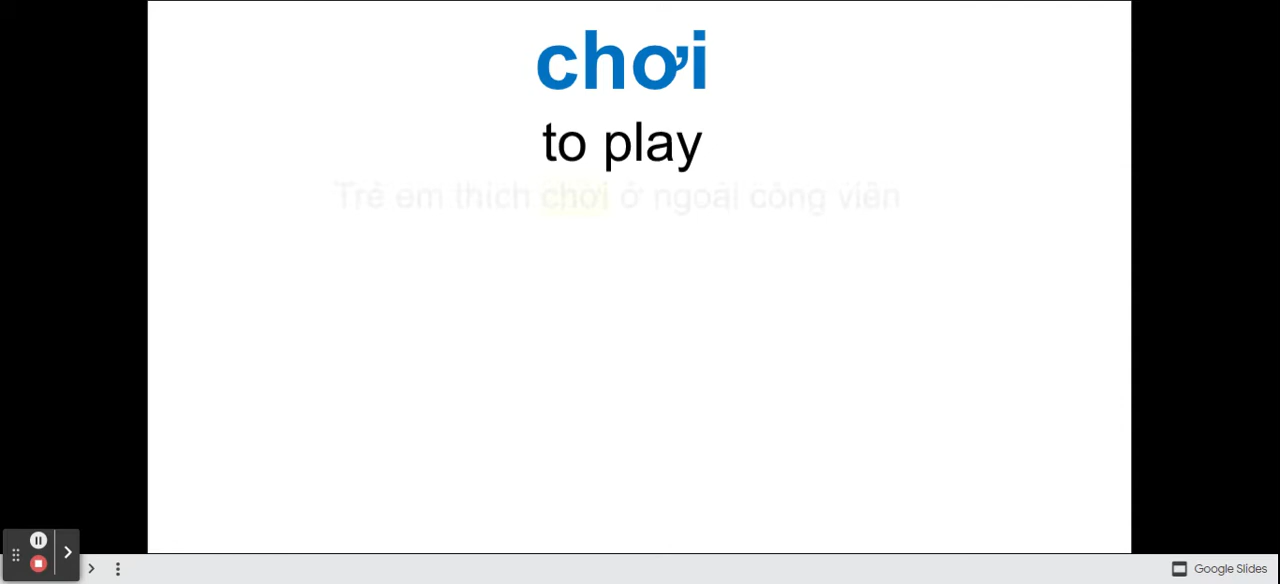 chơi
to play
Trẻ em thích chơi ở ngoài công viên
Google Slides